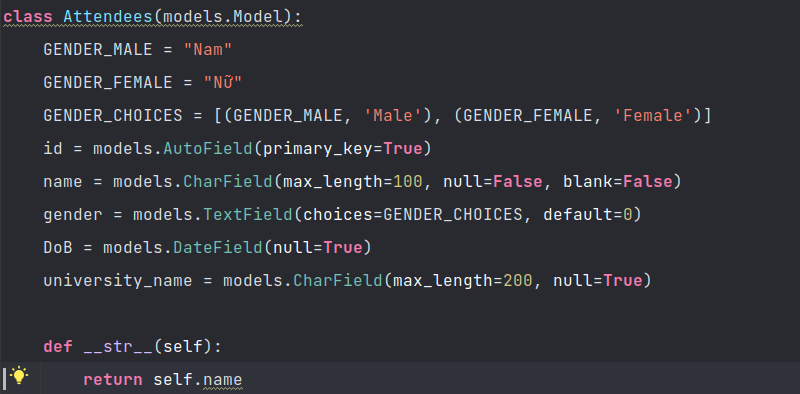 class Attendees(models.Model):
    GENDER_MALE = "Nam"
    GENDER_FEMALE = "Nữ"
    GENDER_CHOICES = [(GENDER_MALE, 'Male'), (GENDER_FEMALE, 'Female')]
    id = models.AutoField(primary_key=True)
    name = models.CharField(max_length=100, null=False, blank=False)
    gender = models.TextField(choices=GENDER_CHOICES, default=0)
    DoB = models.DateField(null=True)
    university_name = models.CharField(max_length=200, null=True)
    def __str__(self):
        return self.name